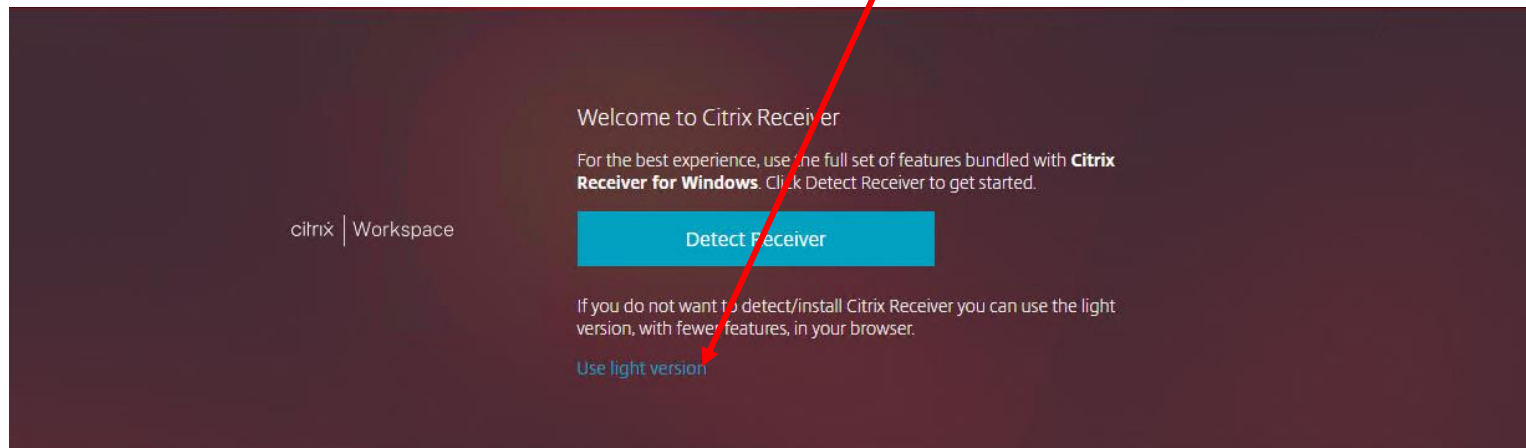 Welcome to Citrix Receiver
For the best experience, use the full set of features bundled with Citrix
Receiver for Windows. Click Detect Receiver to get started.
citrix | Workspace
Detect Receiver
If you do not want to detect/install Citrix Receiver you can use the light
version, with fewer features, in your browser.
Use light version